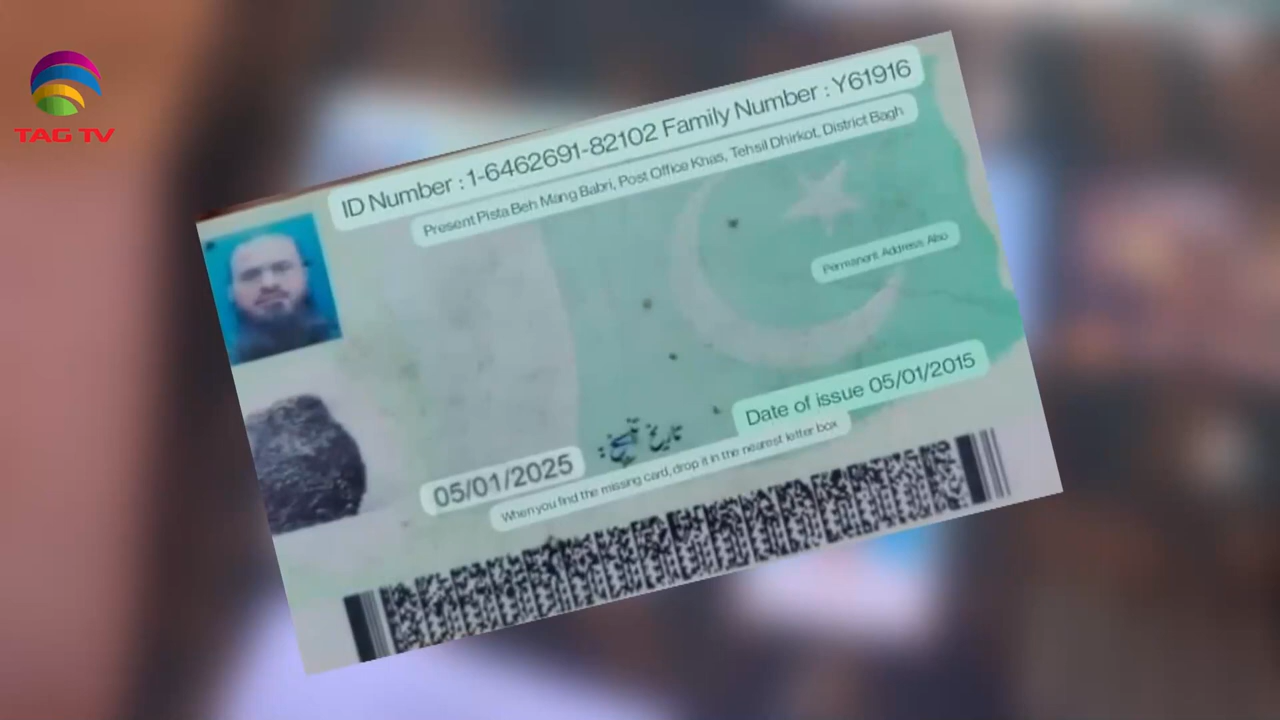 TAG TV
ID Number : 1-6462691-82102 Family Number : Y61916
Present Pista Beh Mang Babri, Post Office Khas, Tehsil Dhirkot, District Bagh
Permanent Address, Also
Date of issue 05/01/2015
05/01/2025 : تاریخ تنسیخ
When you find the missing card, drop it in the nearest letter box